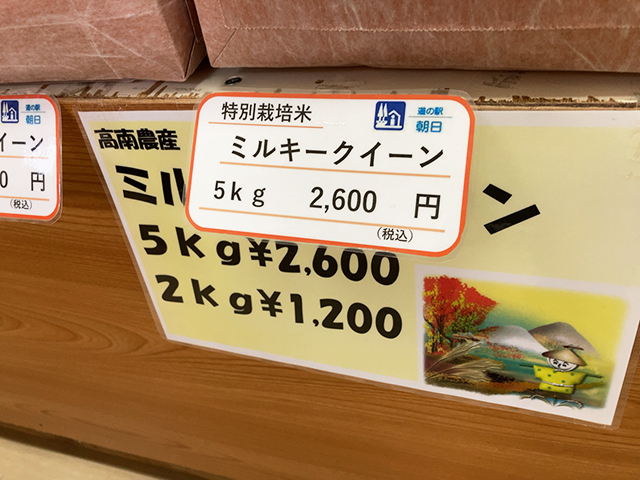 特別栽培米
道の駅
朝日
ミルキークイーン
5kg 2,600 円
(税込)
イーン
0 円
(税込)
高南農産
ミル
ン
5kg¥2,600
2kg¥1,200